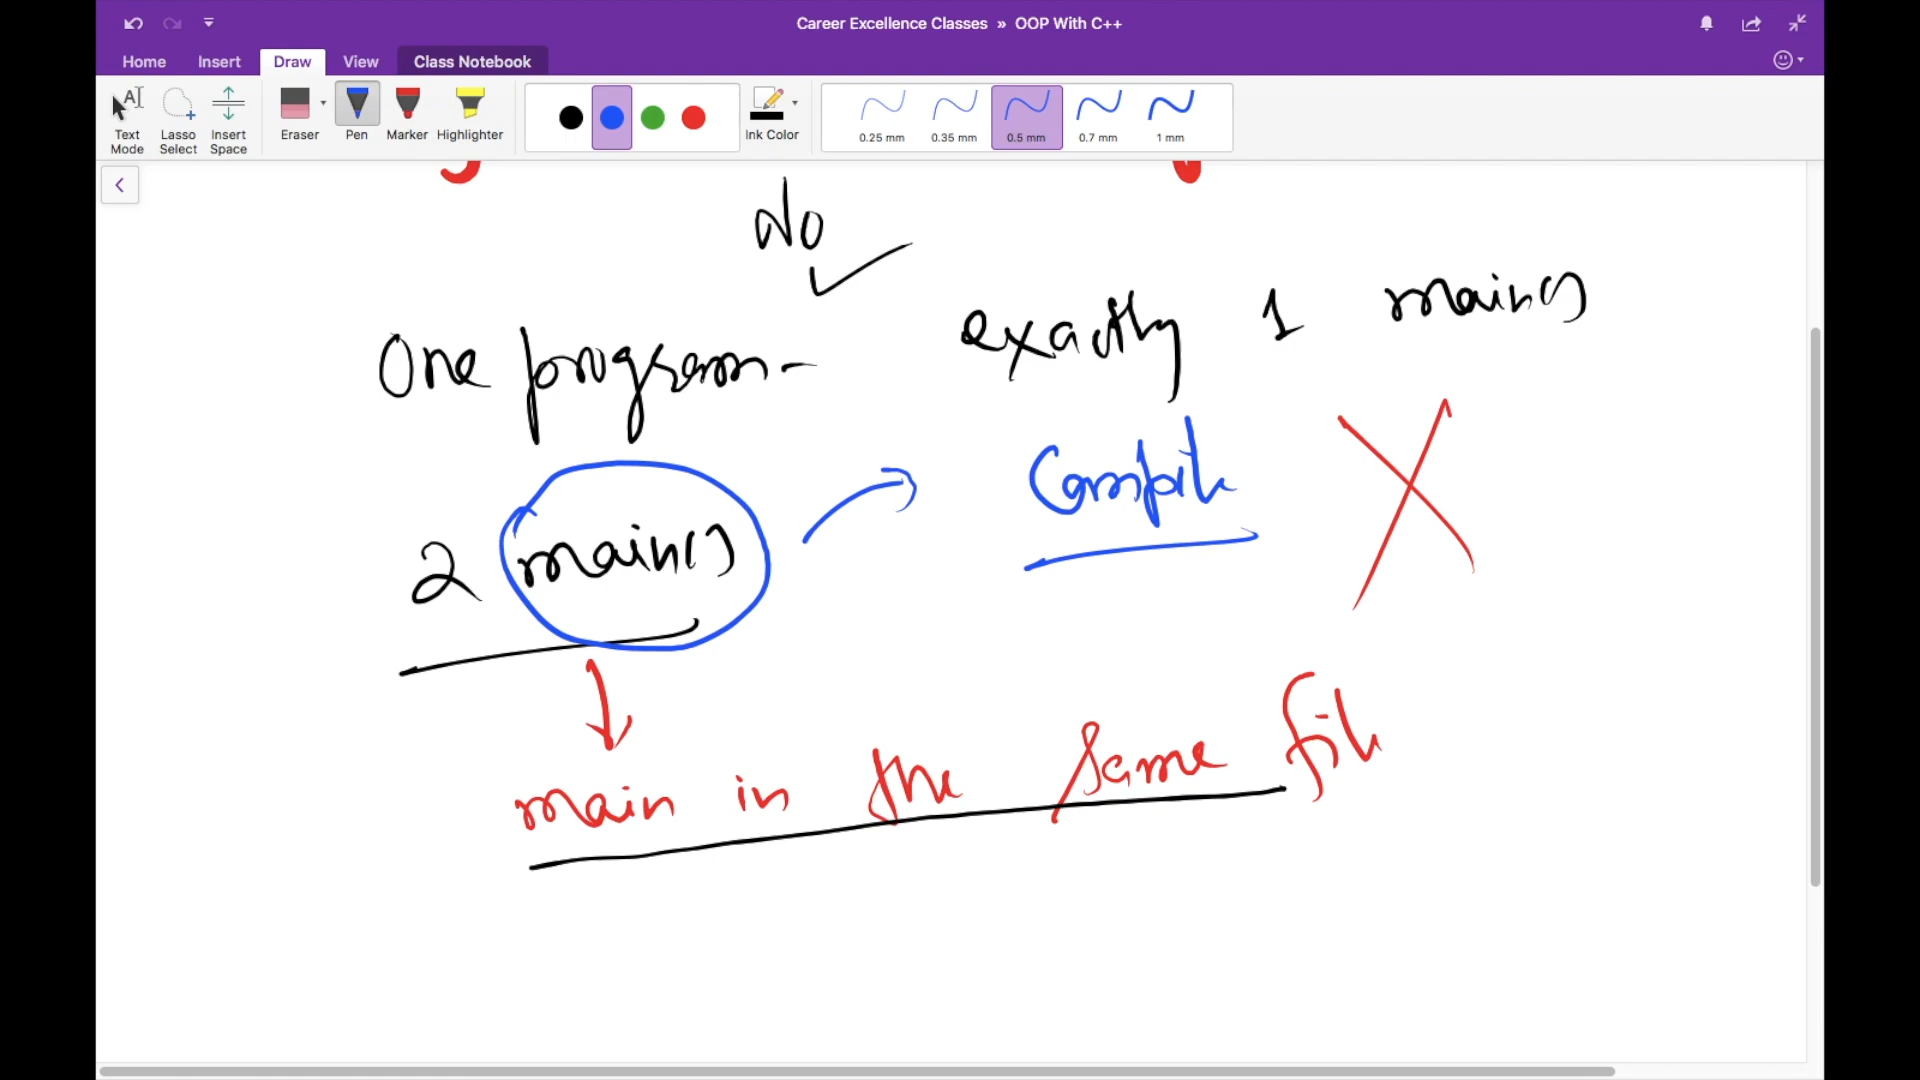 Career Excellence Classes » OOP With C++
Home Insert Draw View Class Notebook
Text Mode Lasso Select Insert Space Eraser Pen Marker Highlighter Ink Color 0.25 mm 0.35 mm 0.5 mm 0.7 mm 1 mm
No
One program - exactly 1 main()
2 main() Compile
main in the same file